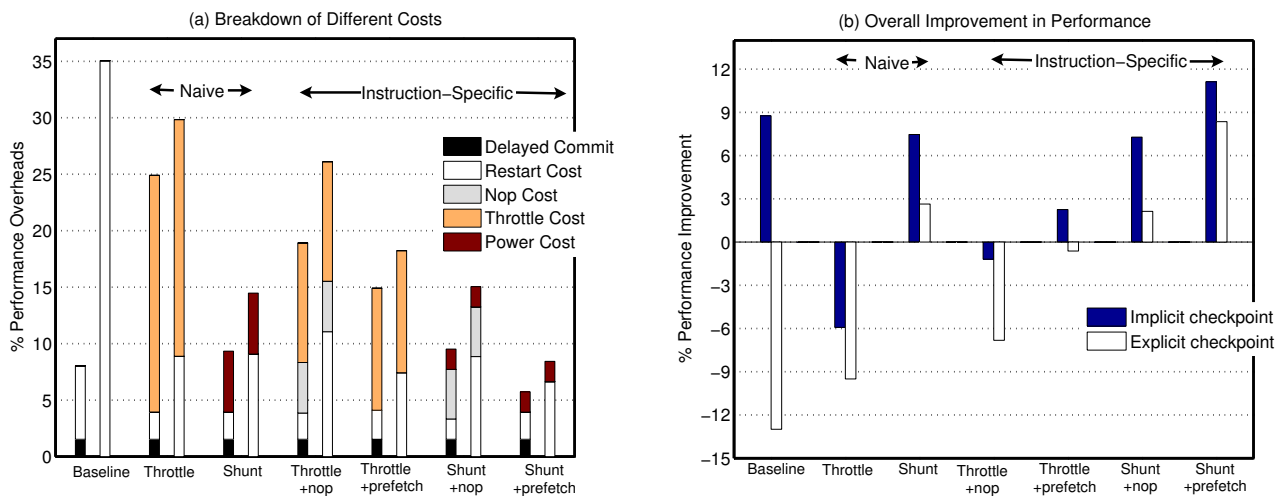 (a) Breakdown of Different Costs
% Performance Overheads
35
30
25
20
15
10
5
0
Naive
Instruction−Specific
Delayed Commit
Restart Cost
Nop Cost
Throttle Cost
Power Cost
Baseline
Throttle
Shunt
Throttle
+nop
Throttle
+prefetch
Shunt
+nop
Shunt
+prefetch
(b) Overall Improvement in Performance
% Performance Improvement
12
9
6
3
0
−3
−6
−9
−12
−15
Naive
Instruction−Specific
Implicit checkpoint
Explicit checkpoint
Baseline
Throttle
Shunt
Throttle
+nop
Throttle
+prefetch
Shunt
+nop
Shunt
+prefetch